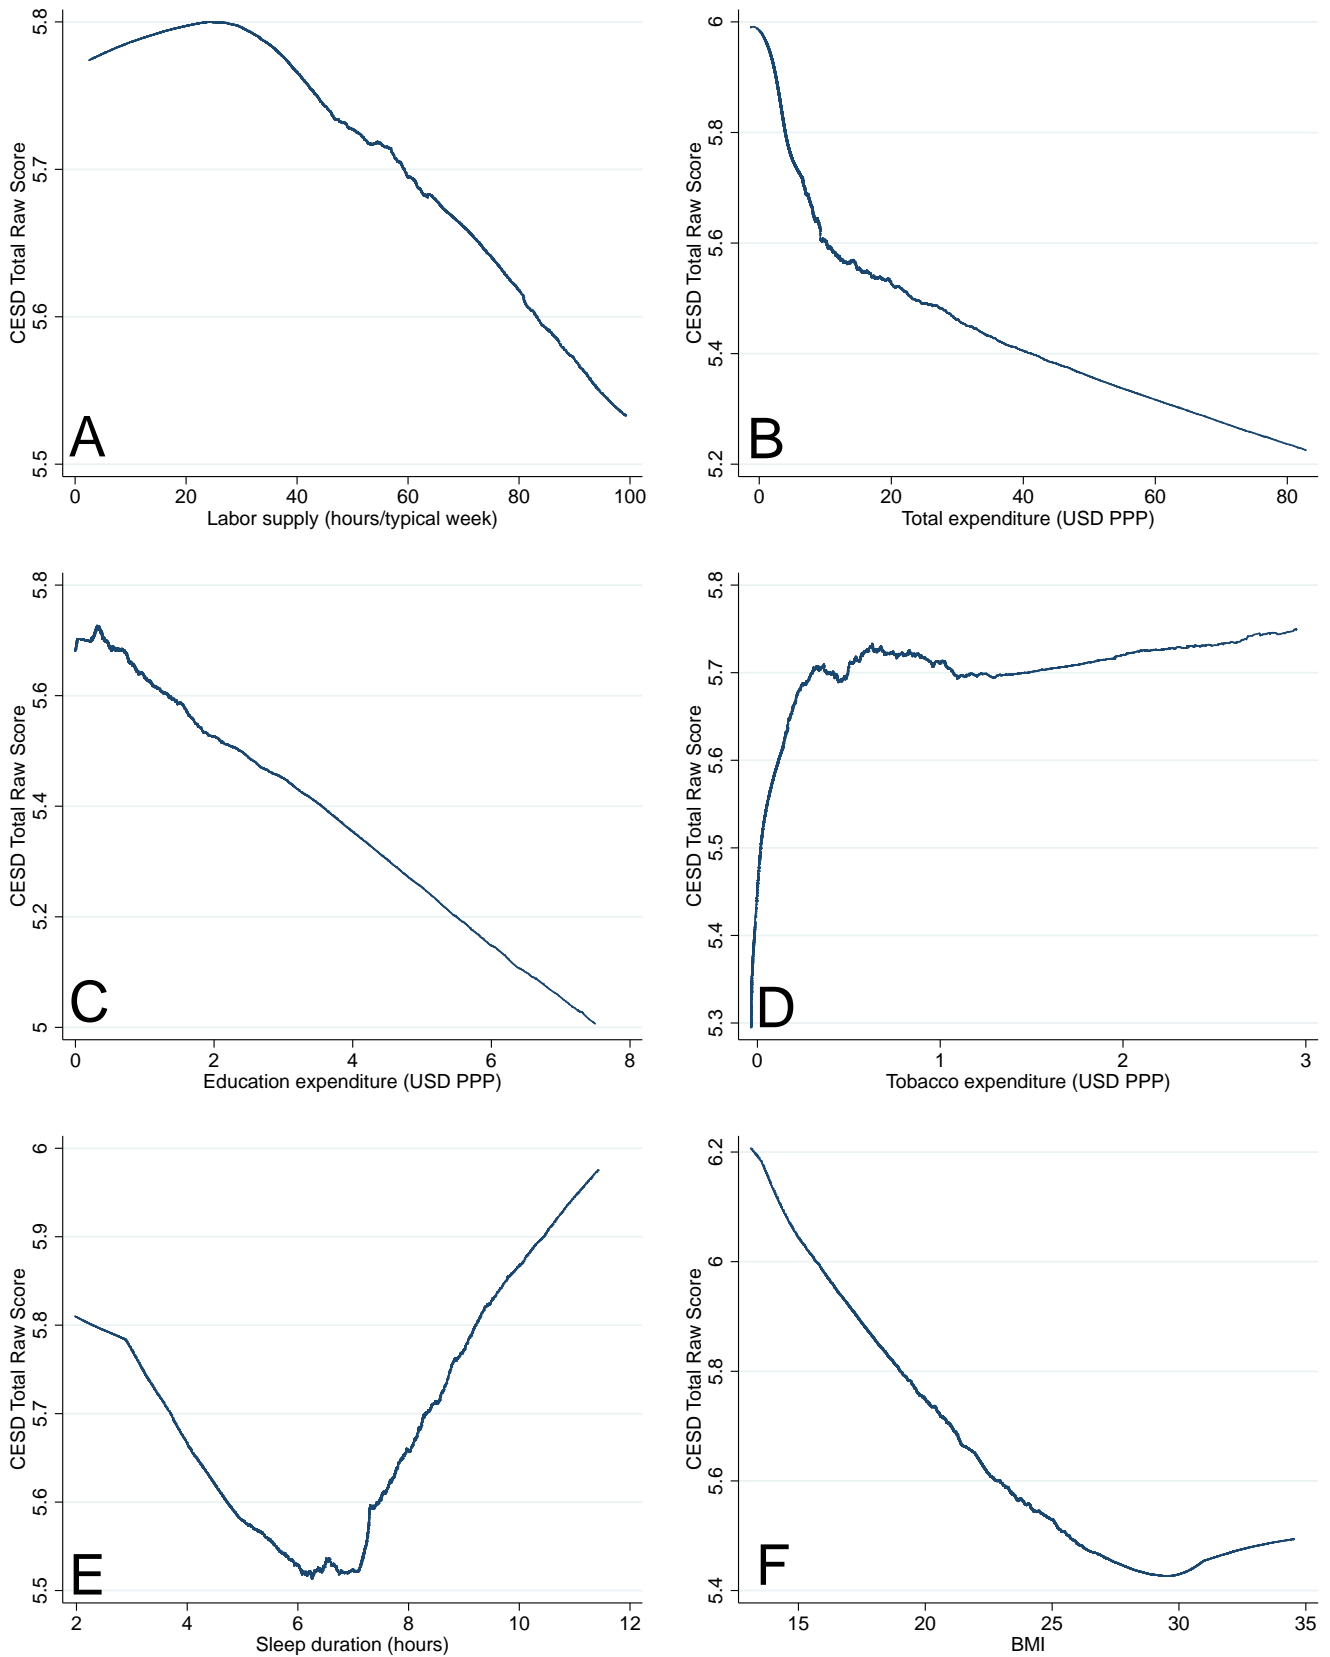 5.8
5.7
5.6
5.5
CESD Total Raw Score
A
0 20 40 60 80 100
Labor supply (hours/typical week)
6
5.8
5.6
5.4
5.2
CESD Total Raw Score
B
0 20 40 60 80
Total expenditure (USD PPP)
5.8
5.6
5.4
5.2
5
CESD Total Raw Score
C
0 2 4 6 8
Education expenditure (USD PPP)
5.8
5.7
5.6
5.5
5.4
5.3
CESD Total Raw Score
D
0 1 2 3
Tobacco expenditure (USD PPP)
6
5.9
5.8
5.7
5.6
5.5
CESD Total Raw Score
E
2 4 6 8 10 12
Sleep duration (hours)
6.2
6
5.8
5.6
5.4
CESD Total Raw Score
F
15 20 25 30 35
BMI